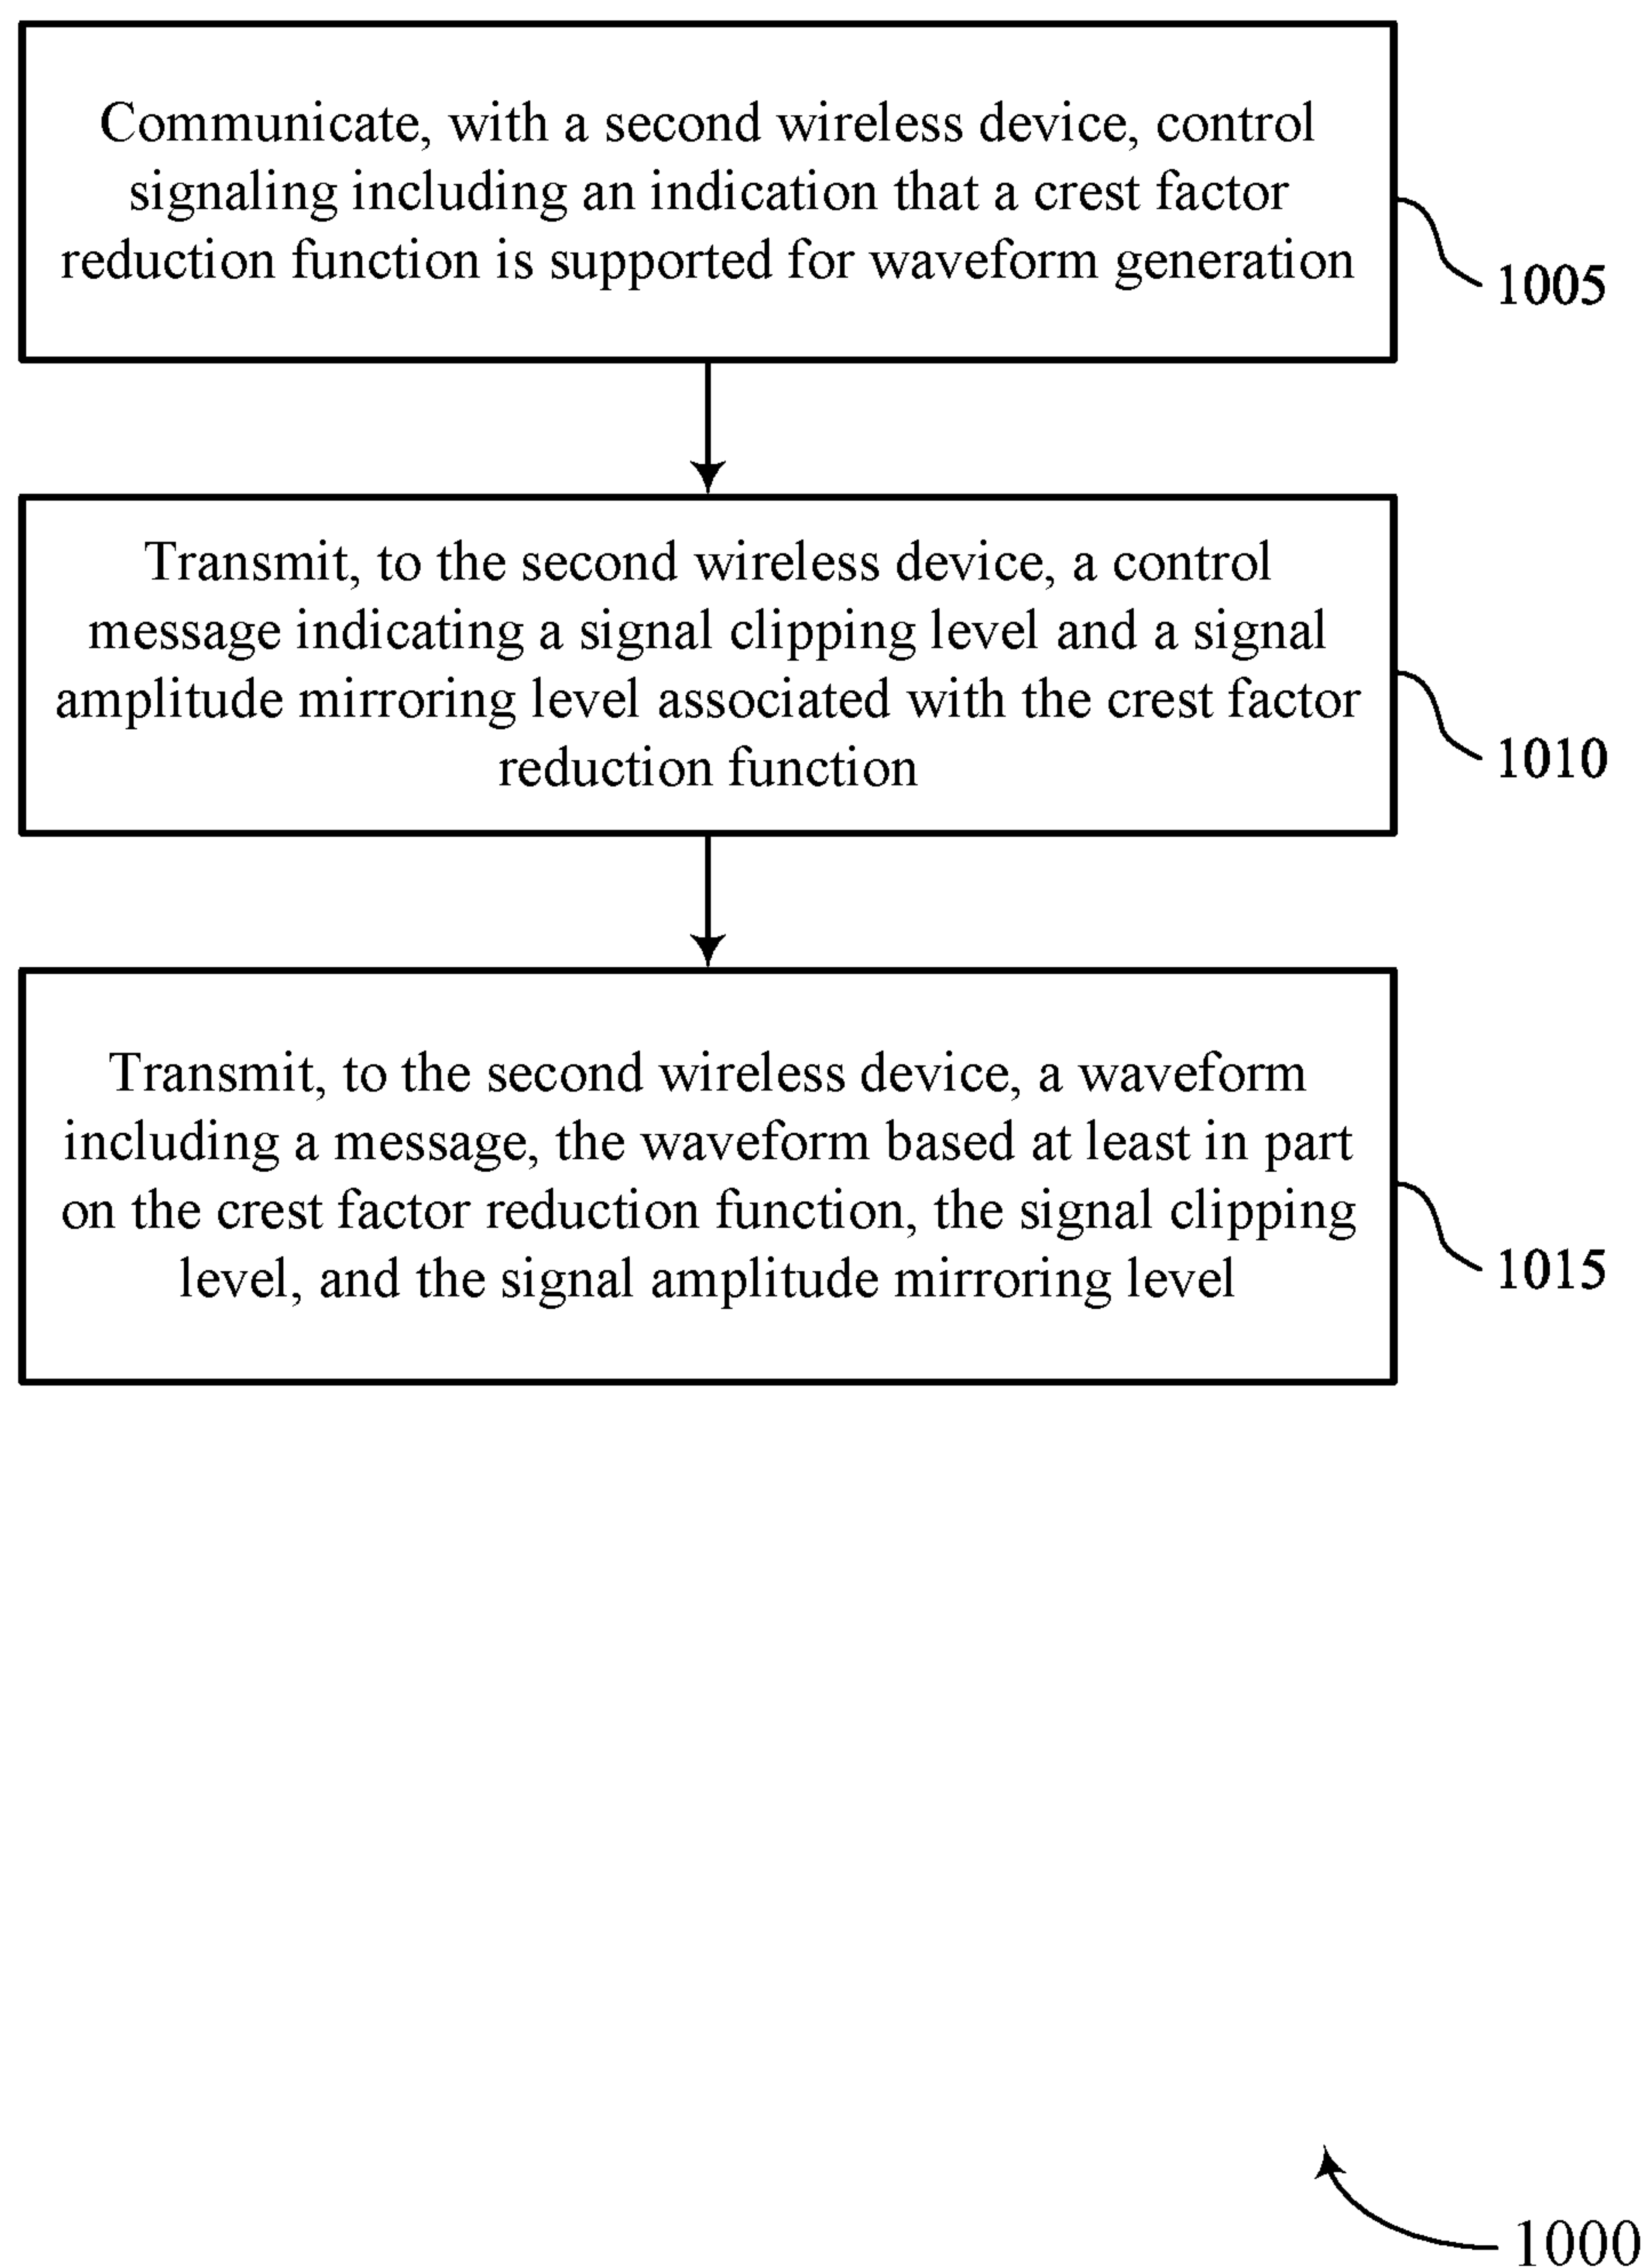 Communicate, with a second wireless device, control
signaling including an indication that a crest factor
reduction function is supported for waveform generation
1005
Transmit, to the second wireless device, a control
message indicating a signal clipping level and a signal
amplitude mirroring level associated with the crest factor
reduction function
1010
Transmit, to the second wireless device, a waveform
including a message, the waveform based at least in part
on the crest factor reduction function, the signal clipping
level, and the signal amplitude mirroring level
1015
1000